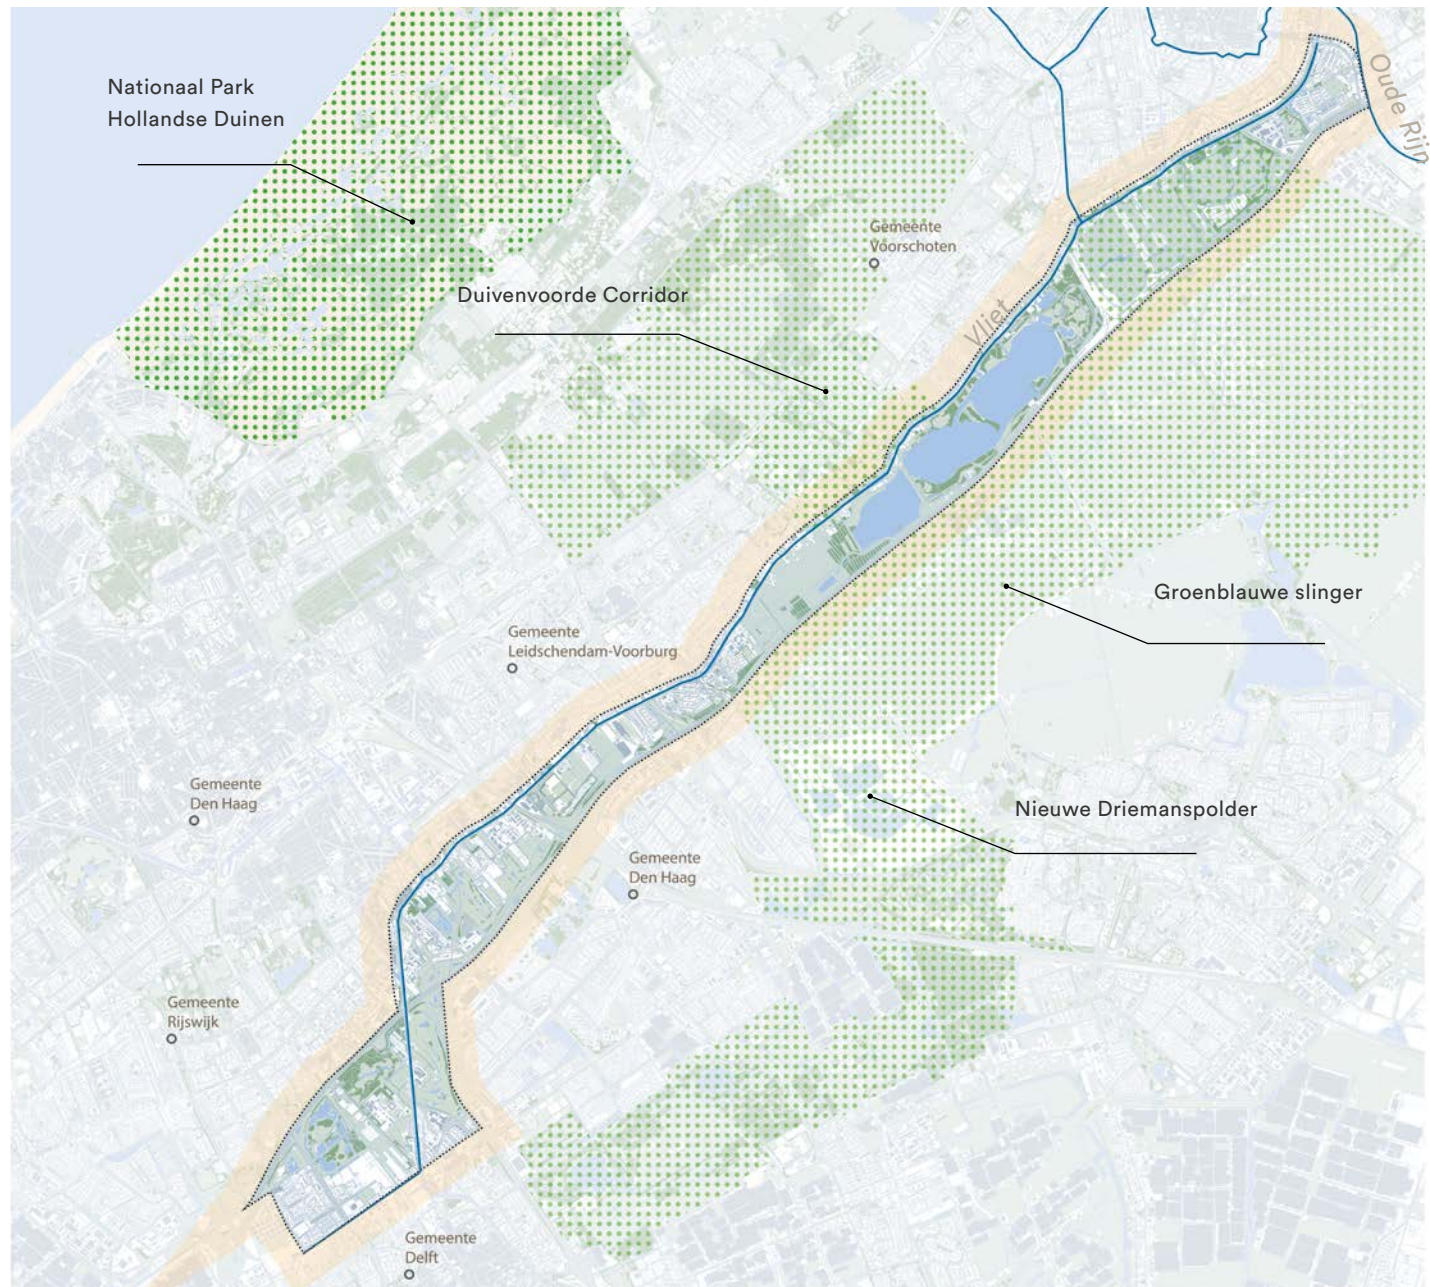 Nationaal Park
Hollandse Duinen
Oude Rijn
Gemeente
Voorschoten
Duivenvoorde Corridor
Vliet
Groenblauwe slinger
Gemeente
Leidschendam-Voorburg
Gemeente
Den Haag
Nieuwe Driemanspolder
Gemeente
Den Haag
Gemeente
Rijswijk
Gemeente
Delft